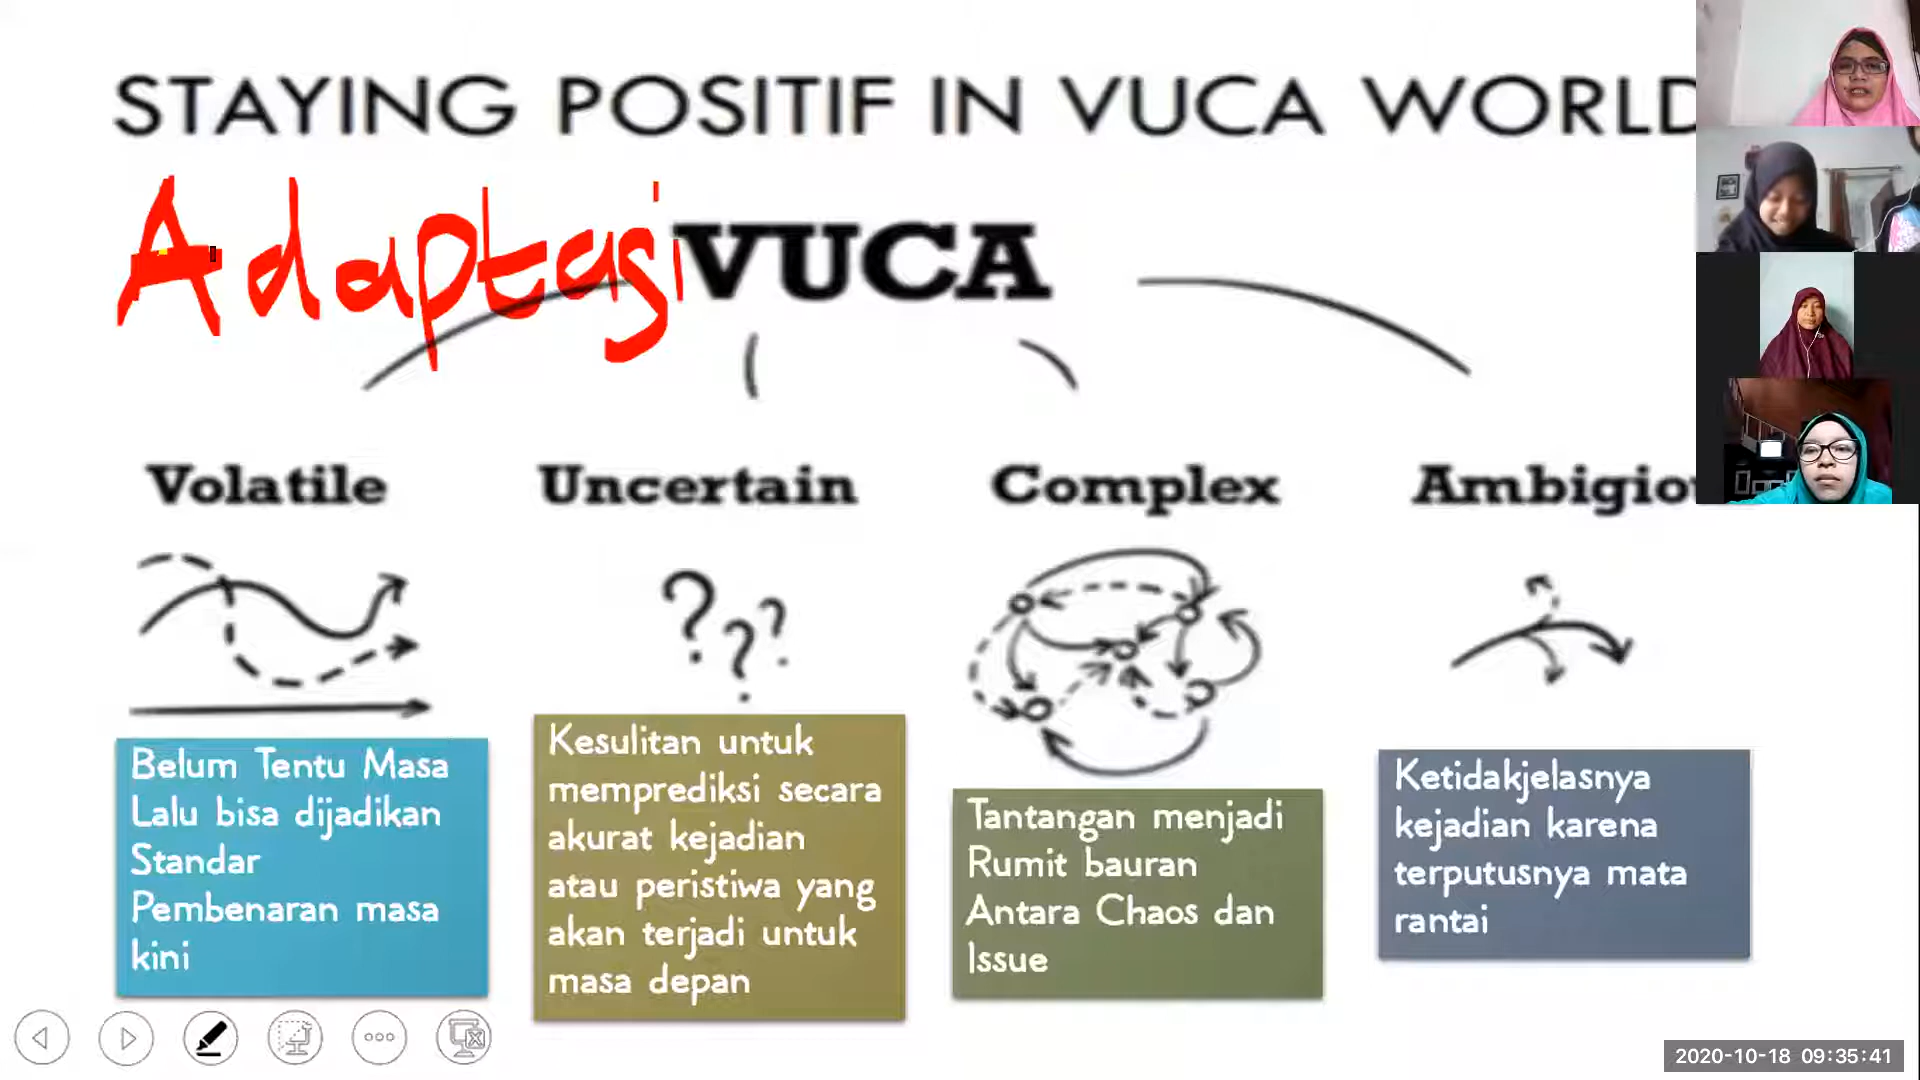 STAYING POSITIF IN VUCA WORLD
Adaptasi
VUCA
Volatile
Uncertain
Complex
Belum Tentu Masa
Lalu bisa dijadikan
Standar
Pembenaran masa
kini
Kesulitan untuk
memprediksi secara
akurat kejadian
atau peristiwa yang
akan terjadi untuk
masa depan
Tantangan menjadi
Rumit bauran
Antara Chaos dan
Issue
Ketidakjelasnya
kejadian karena
terputusnya mata
rantai
2020-10-18 09:35:41